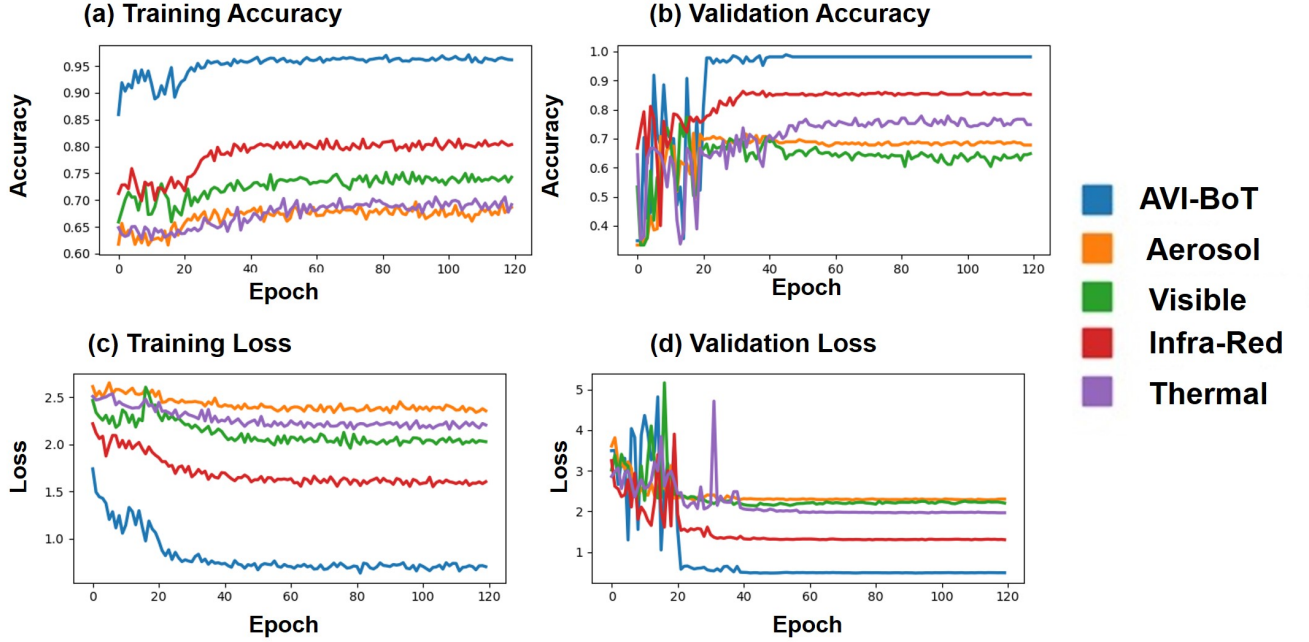 (a) Training Accuracy
Accuracy
0.95
0.90
0.85
0.80
0.75
0.70
0.65
0.60
0 20 40 60 80 100 120
Epoch
(b) Validation Accuracy
Accuracy
1.0
0.9
0.8
0.7
0.6
0.5
0.4
0 20 40 60 80 100 120
Epoch
(c) Training Loss
Loss
2.5
2.0
1.5
1.0
0 20 40 60 80 100 120
Epoch
(d) Validation Loss
Loss
5
4
3
2
1
0 20 40 60 80 100 120
Epoch
AVI-BoT
Aerosol
Visible
Infra-Red
Thermal